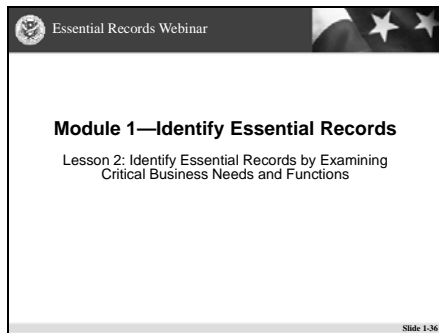 Essential Records Webinar
Module 1—Identify Essential Records
Lesson 2: Identify Essential Records by Examining
Critical Business Needs and Functions
Slide 1-36